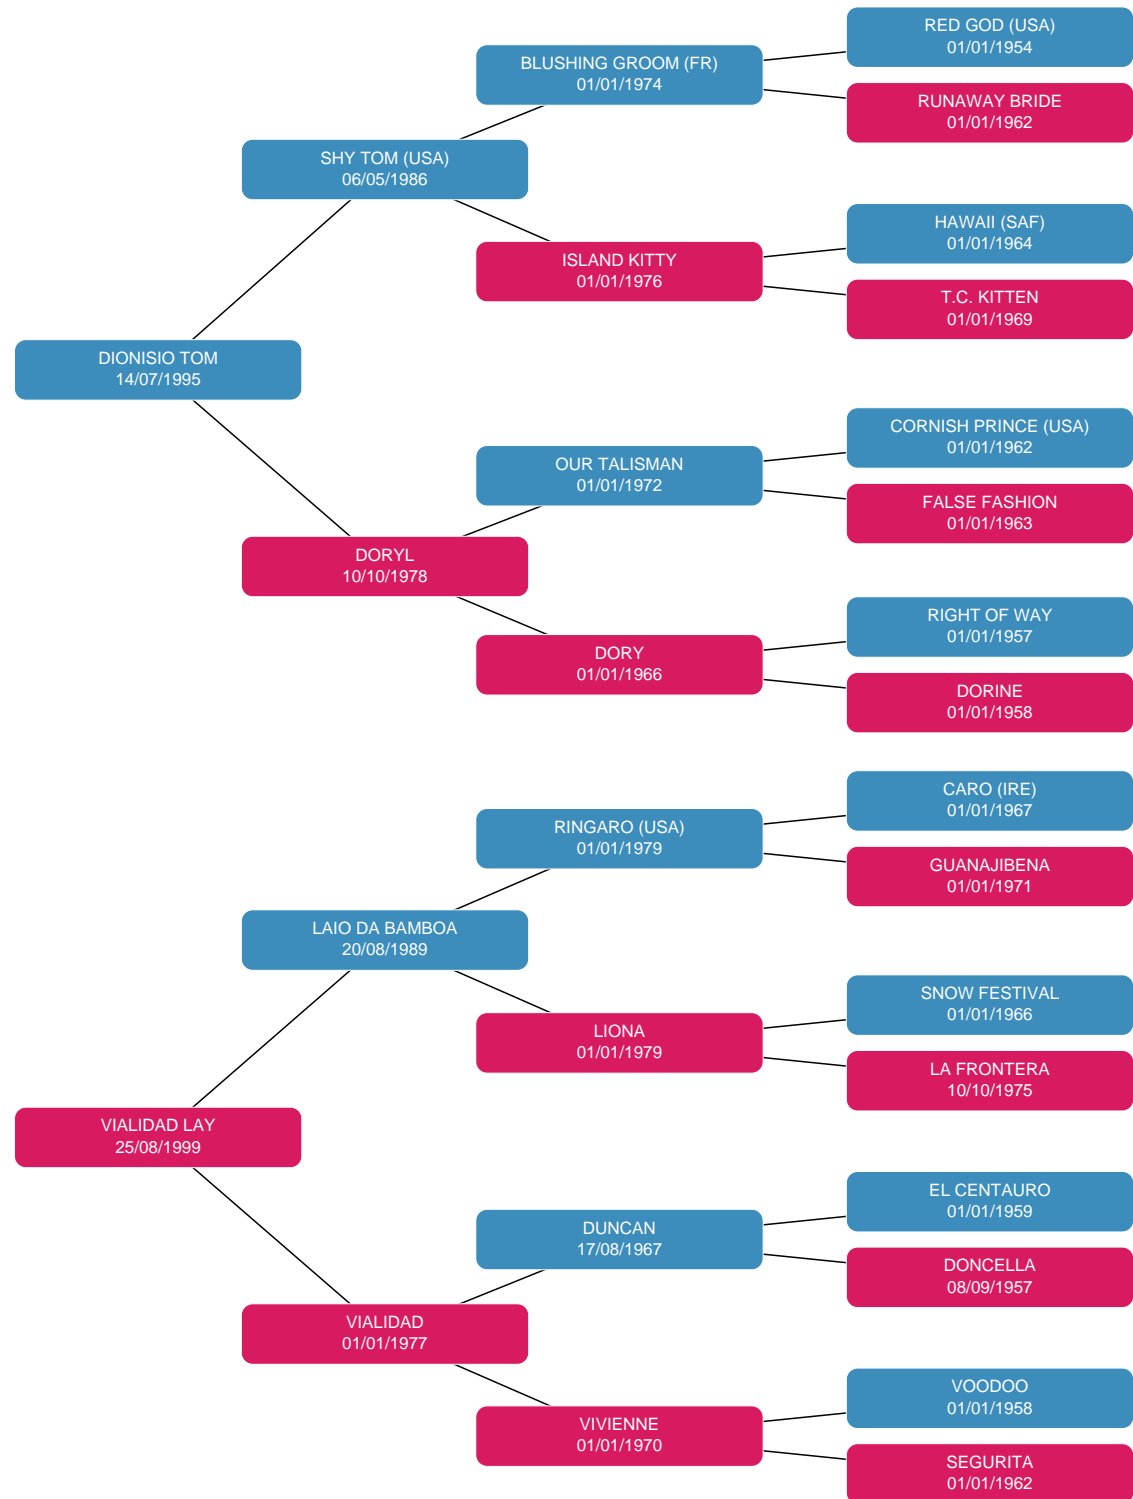 RED GOD (USA)
01/01/1954
BLUSHING GROOM (FR)
01/01/1974
RUNAWAY BRIDE
01/01/1962
SHY TOM (USA)
06/05/1986
HAWAII (SAF)
01/01/1964
ISLAND KITTY
01/01/1976
T.C. KITTEN
01/01/1969
DIONISIO TOM
14/07/1995
CORNISH PRINCE (USA)
01/01/1962
OUR TALISMAN
01/01/1972
FALSE FASHION
01/01/1963
DORYL
10/10/1978
RIGHT OF WAY
01/01/1957
DORY
01/01/1966
DORINE
01/01/1958
CARO (IRE)
01/01/1967
RINGARO (USA)
01/01/1979
GUANAJIBENA
01/01/1971
LAIO DA BAMBOA
20/08/1989
SNOW FESTIVAL
01/01/1966
LIONA
01/01/1979
LA FRONTERA
10/10/1975
VIALIDAD LAY
25/08/1999
EL CENTAURO
01/01/1959
DUNCAN
17/08/1967
DONCELLA
08/09/1957
VIALIDAD
01/01/1977
VOODOO
01/01/1958
VIVIENNE
01/01/1970
SEGURITA
01/01/1962